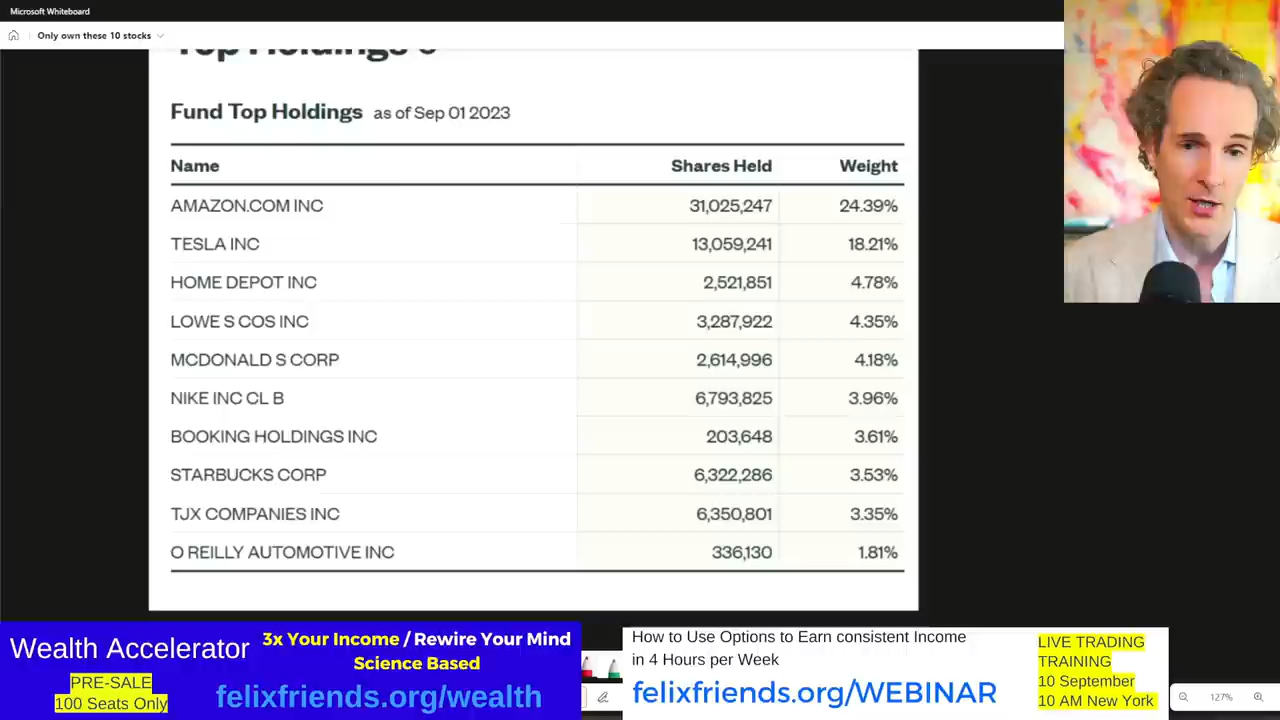 Microsoft Whiteboard
Only own these 10 stocks
Top Holdings
Fund Top Holdings as of Sep 01 2023
Name Shares Held Weight
AMAZON.COM INC 31,025,247 24.39%
TESLA INC 13,059,241 18.21%
HOME DEPOT INC 2,521,851 4.78%
LOWE S COS INC 3,287,922 4.35%
MCDONALD S CORP 2,614,996 4.18%
NIKE INC CL B 6,793,825 3.96%
BOOKING HOLDINGS INC 203,648 3.61%
STARBUCKS CORP 6,322,286 3.53%
TJX COMPANIES INC 6,350,801 3.35%
O REILLY AUTOMOTIVE INC 336,130 1.81%
Wealth Accelerator
PRE-SALE
100 Seats Only
3x Your Income / Rewire Your Mind
Science Based
felixfriends.org/wealth
How to Use Options to Earn consistent Income
in 4 Hours per Week
felixfriends.org/WEBINAR
LIVE TRADING
TRAINING
10 September
10 AM New York
127%